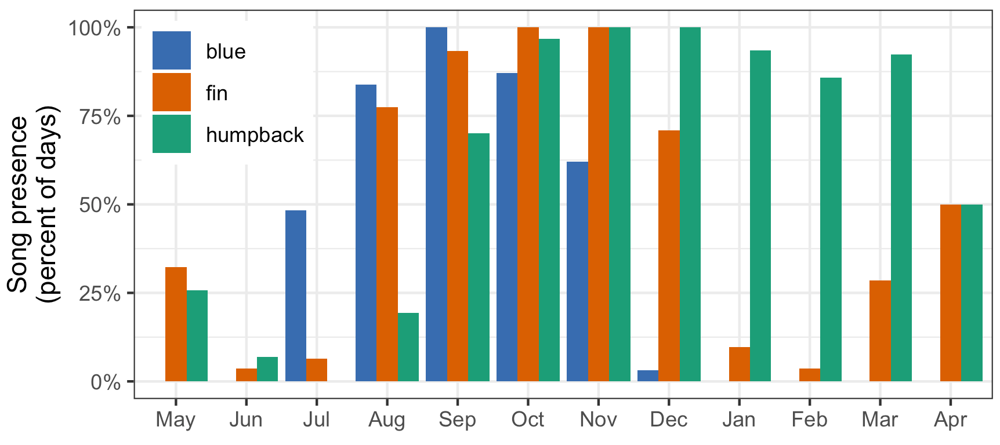 Song presence
(percent of days)
100%
75%
50%
25%
0%
blue
fin
humpback
May Jun Jul Aug Sep Oct Nov Dec Jan Feb Mar Apr